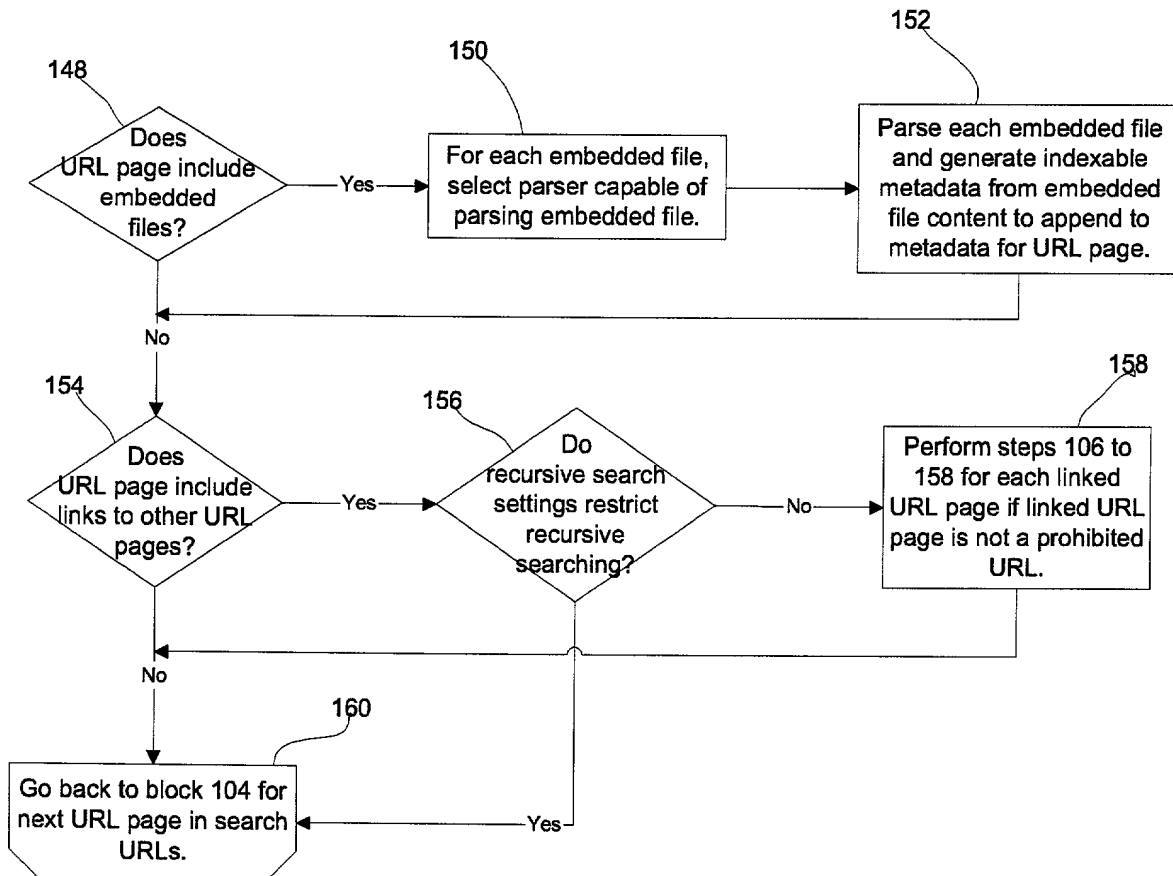 148
Does
URL page include
embedded
files?
Yes
150
For each embedded file,
select parser capable of
parsing embedded file.
152
Parse each embedded file
and generate indexable
metadata from embedded
file content to append to
metadata for URL page.
No
154
Does
URL page include
links to other URL
pages?
Yes
156
Do
recursive search
settings restrict
recursive
searching?
No
158
Perform steps 106 to
158 for each linked
URL page if linked URL
page is not a prohibited
URL.
No
160
Go back to block 104 for
next URL page in search
URLs.
Yes